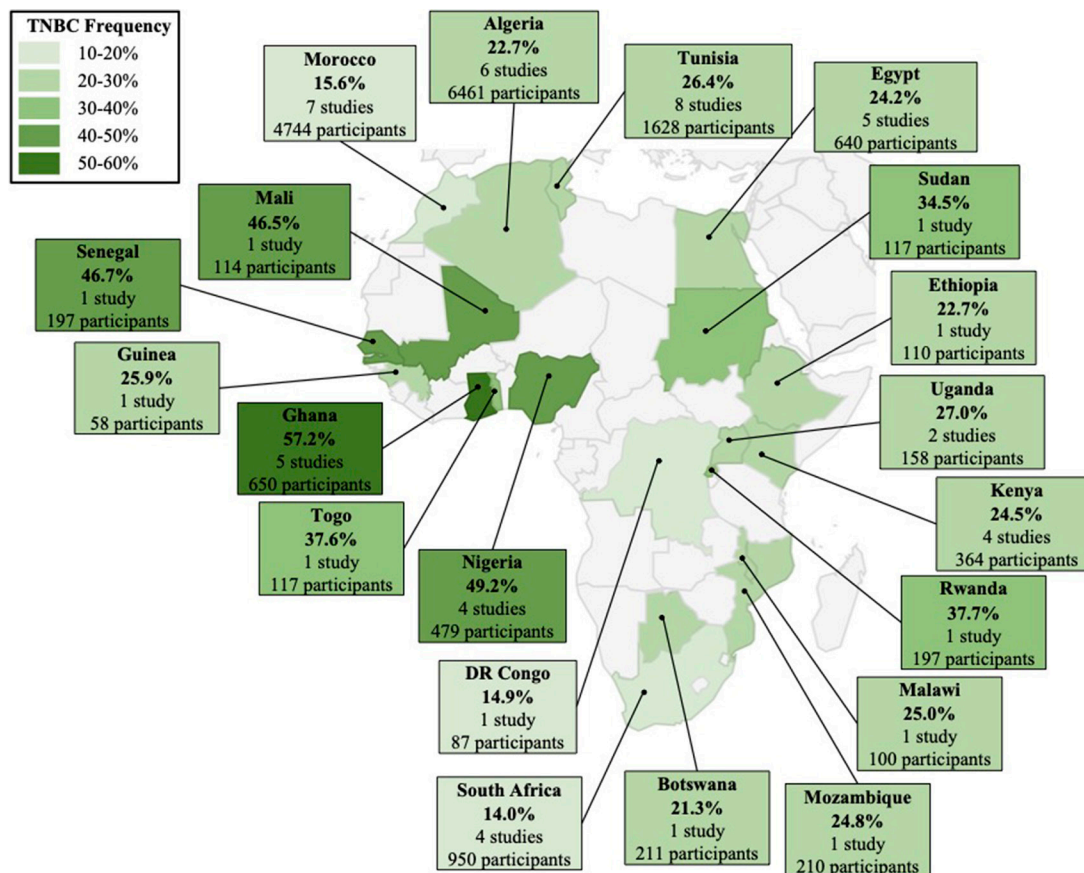 TNBC Frequency
10-20%
20-30%
30-40%
40-50%
50-60%
Morocco
15.6%
7 studies
4744 participants
Algeria
22.7%
6 studies
6461 participants
Tunisia
26.4%
8 studies
1628 participants
Egypt
24.2%
5 studies
640 participants
Mali
46.5%
1 study
114 participants
Sudan
34.5%
1 study
117 participants
Senegal
46.7%
1 study
197 participants
Ethiopia
22.7%
1 study
110 participants
Guinea
25.9%
1 study
58 participants
Uganda
27.0%
2 studies
158 participants
Ghana
57.2%
5 studies
650 participants
Kenya
24.5%
4 studies
364 participants
Togo
37.6%
1 study
117 participants
Nigeria
49.2%
4 studies
479 participants
Rwanda
37.7%
1 study
197 participants
DR Congo
14.9%
1 study
87 participants
Malawi
25.0%
1 study
100 participants
South Africa
14.0%
4 studies
950 participants
Botswana
21.3%
1 study
211 participants
Mozambique
24.8%
1 study
210 participants